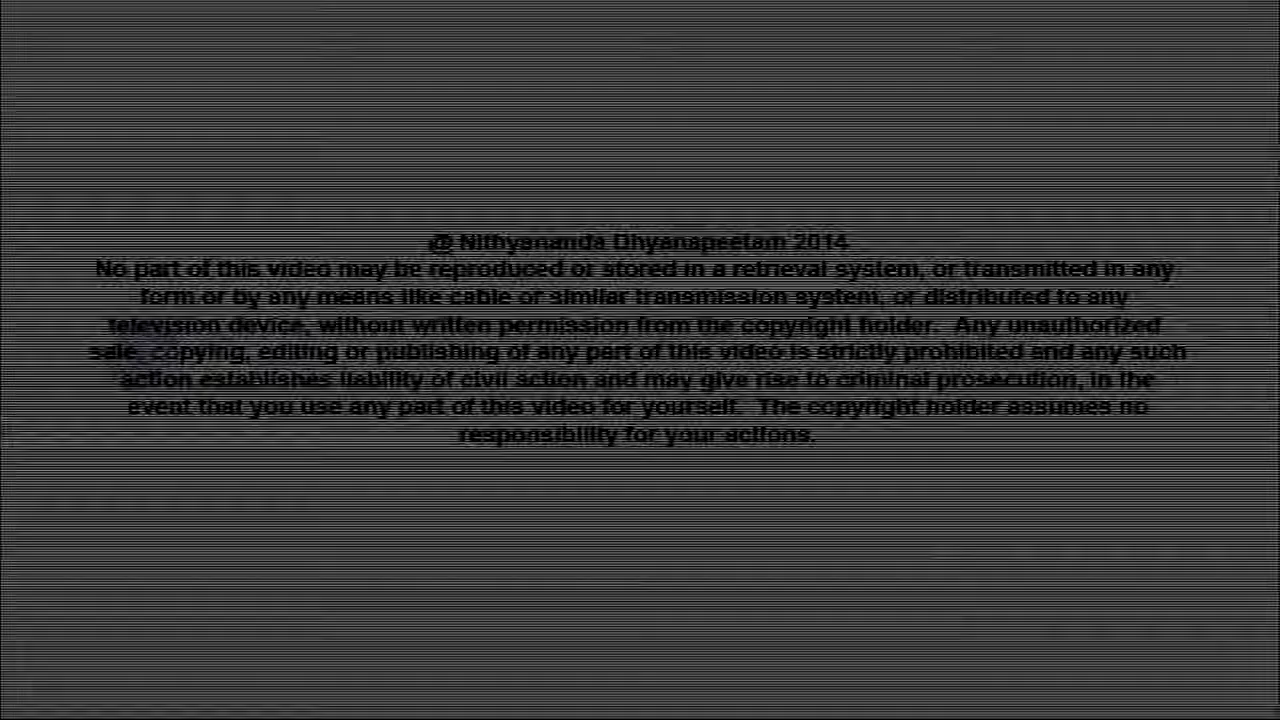 @ Nithyananda Dhyanapeetam 2014
No part of this video may be reproduced or stored in a retrieval system, or transmitted in any
form or by any means like cable or similar transmission system, or distributed to any
television device, without written permission from the copyright holder. Any unauthorized
sale, copying, editing or publishing of any part of this video is strictly prohibited and any such
action establishes liability of civil action and may give rise to criminal prosecution, in the
event that you use any part of this video for yourself. The copyright holder assumes no
responsibility for your actions.